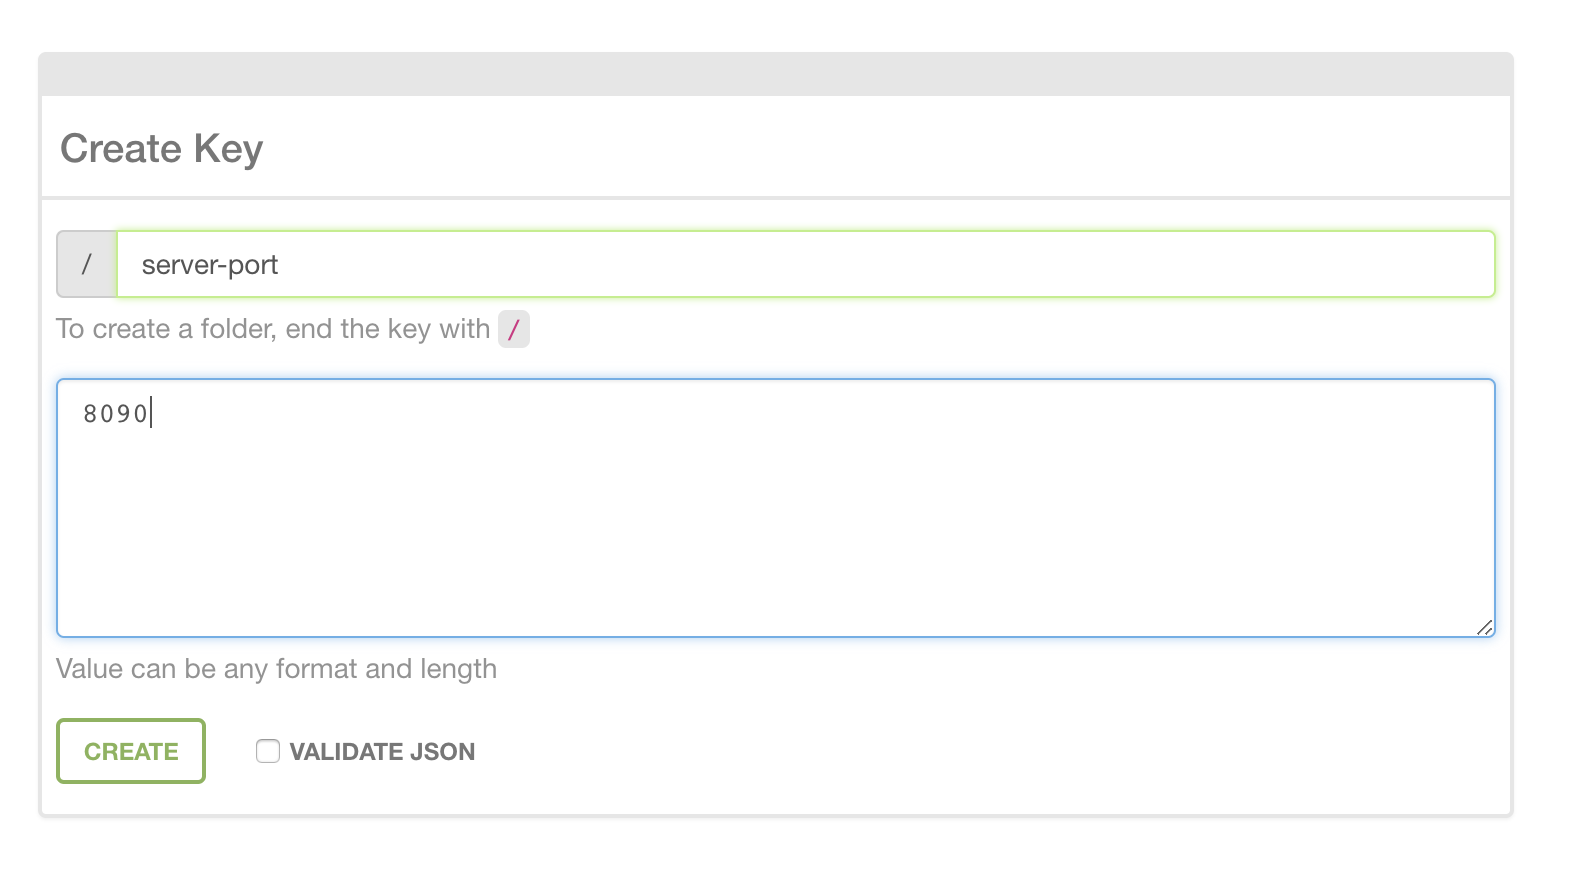 Create Key
/ server-port
To create a folder, end the key with /
8090
Value can be any format and length
CREATE VALIDATE JSON